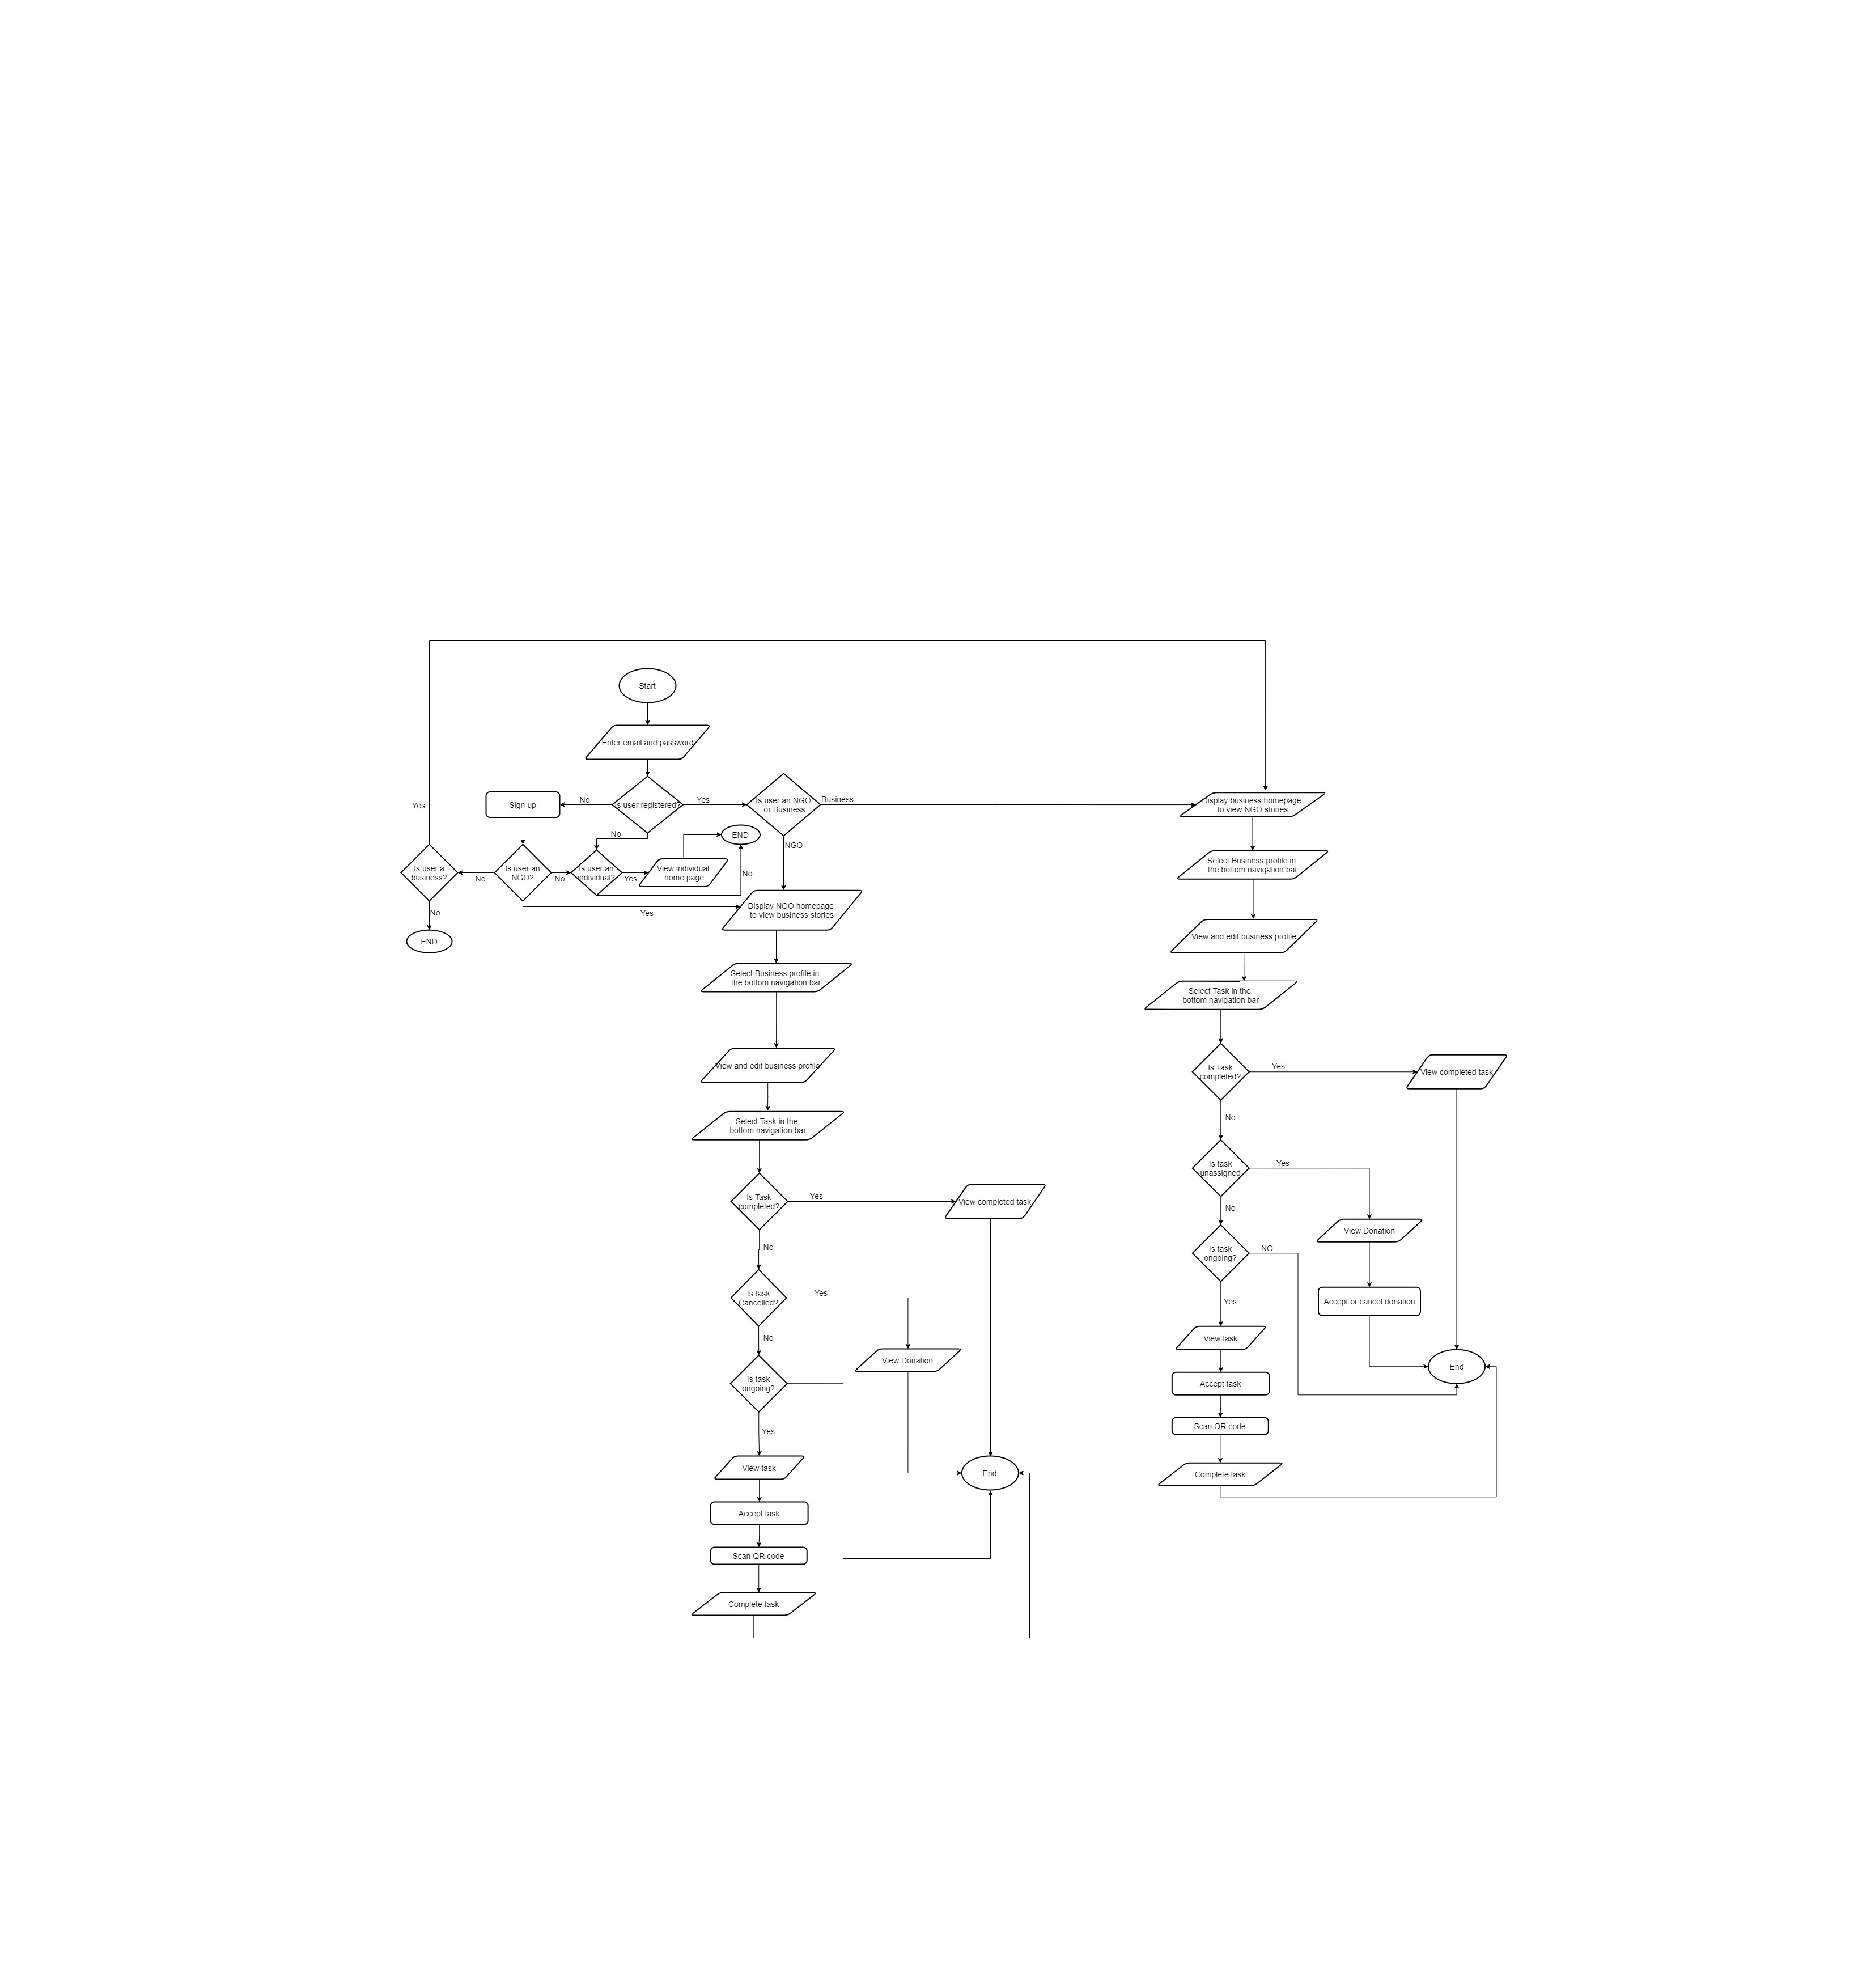 Start
Enter email and password
Is user registered?
No
Yes
No
Sign up
Is user an NGO
or Business
Business
NGO
Yes
Is user a
business?
No
Is user an
NGO?
No
Is user an
individual?
Yes
View individual
home page
END
No
Yes
No
END
Display NGO homepage
to view business stories
Select Business profile in
the bottom navigation bar
View and edit business profile
Select Task in the
bottom navigation bar
Is Task
completed?
Yes
View completed task
No
Is task
Cancelled?
Yes
View Donation
No
Is task
ongoing?
Yes
View task
Accept task
Scan QR code
Complete task
End
Display business homepage
to view NGO stories
Select Business profile in
the bottom navigation bar
View and edit business profile
Select Task in the
bottom navigation bar
Is Task
completed?
Yes
View completed task
No
Is task
unassigned
Yes
View Donation
Accept or cancel donation
No
Is task
ongoing?
NO
Yes
View task
Accept task
Scan QR code
Complete task
End